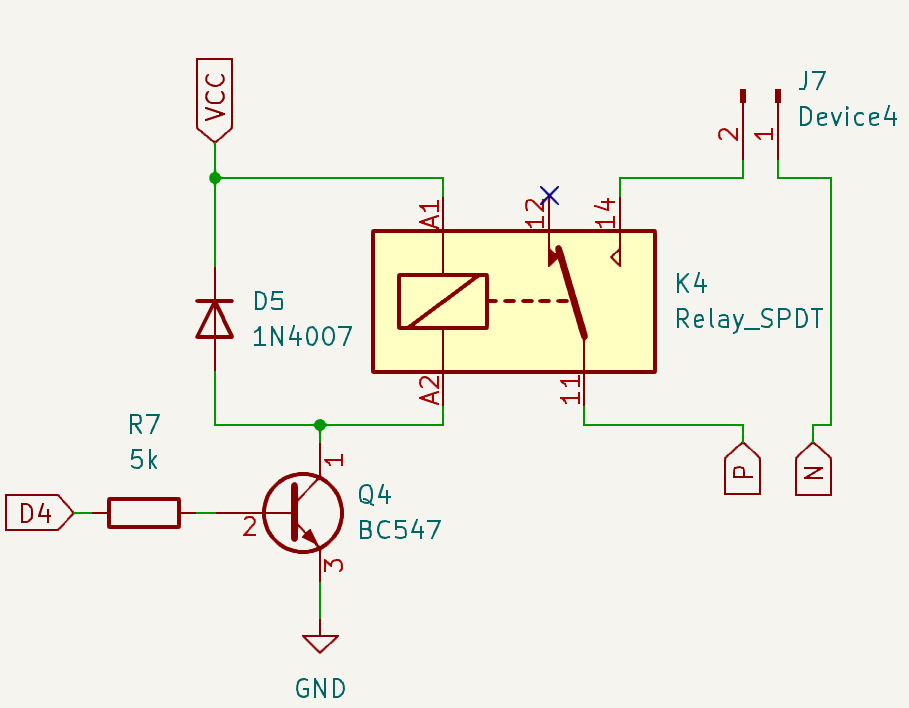 VCC
J7
Device4
2
1
A1
12
14
K4
Relay_SPDT
D5
1N4007
A2
11
R7
5k
1
P
N
D4
2
Q4
BC547
3
GND